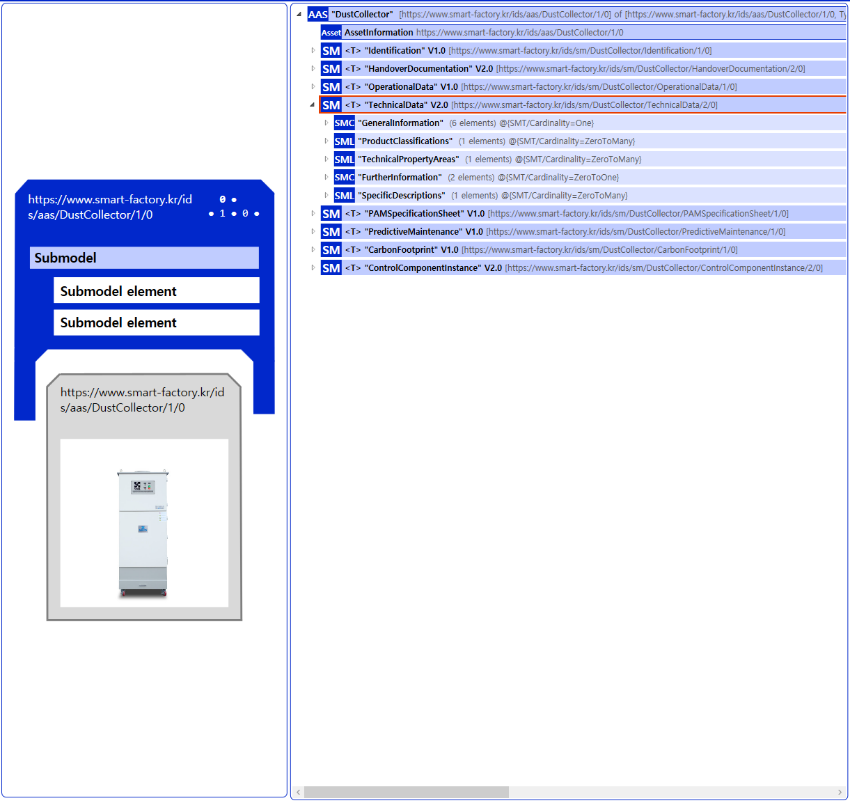 https://www.smart-factory.kr/id
s/aas/DustCollector/1/0
0
1 0
Submodel
Submodel element
Submodel element
https://www.smart-factory.kr/id
s/aas/DustCollector/1/0
AAS "DustCollector" [https://www.smart-factory.kr/ids/aas/DustCollector/1/0] of [https://www.smart-factory.kr/ids/aas/DustCollector/1/0, Ty
Asset AssetInformation https://www.smart-factory.kr/ids/aas/DustCollector/1/0
SM <T> "Identification" V1.0 [https://www.smart-factory.kr/ids/sm/DustCollector/Identification/1/0]
SM <T> "HandoverDocumentation" V2.0 [https://www.smart-factory.kr/ids/sm/DustCollector/HandoverDocumentation/2/0]
SM <T> "OperationalData" V1.0 [https://www.smart-factory.kr/ids/sm/DustCollector/OperationalData/1/0]
SM <T> "TechnicalData" V2.0 [https://www.smart-factory.kr/ids/sm/DustCollector/TechnicalData/2/0]
SMC "GeneralInformation" (6 elements) @{SMT/Cardinality=One}
SML "ProductClassifications" (1 elements) @{SMT/Cardinality=ZeroToMany}
SML "TechnicalPropertyAreas" (1 elements) @{SMT/Cardinality=ZeroToMany}
SMC "FurtherInformation" (2 elements) @{SMT/Cardinality=ZeroToOne}
SML "SpecificDescriptions" (1 elements) @{SMT/Cardinality=ZeroToMany}
SM <T> "PAMSpecificationSheet" V1.0 [https://www.smart-factory.kr/ids/sm/DustCollector/PAMSpecificationSheet/1/0]
SM <T> "PredictiveMaintenance" V1.0 [https://www.smart-factory.kr/ids/sm/DustCollector/PredictiveMaintenance/1/0]
SM <T> "CarbonFootprint" V1.0 [https://www.smart-factory.kr/ids/sm/DustCollector/CarbonFootprint/1/0]
SM <T> "ControlComponentInstance" V2.0 [https://www.smart-factory.kr/ids/sm/DustCollector/ControlComponentInstance/2/0]